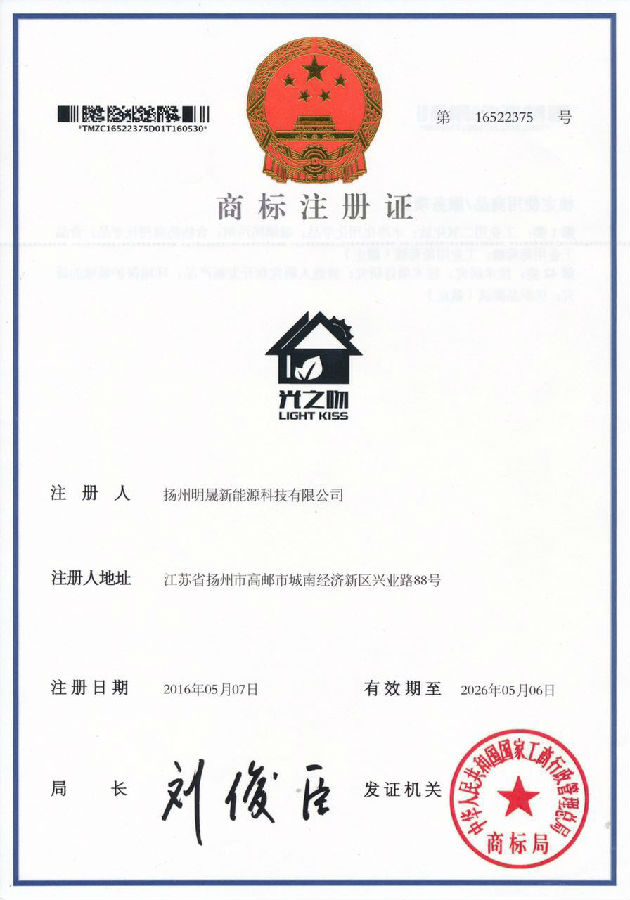 *TMZC16522375D01T160530*
第 16522375 号
商标注册证
光之吻
LIGHT KISS
注册人 扬州明晟新能源科技有限公司
注册人地址 江苏省扬州市高邮市城南经济新区兴业路88号
注册日期 2016年05月07日 有效期至 2026年05月06日
局长 刘俊臣 发证机关
中华人民共和国国家工商行政管理总局
商标局